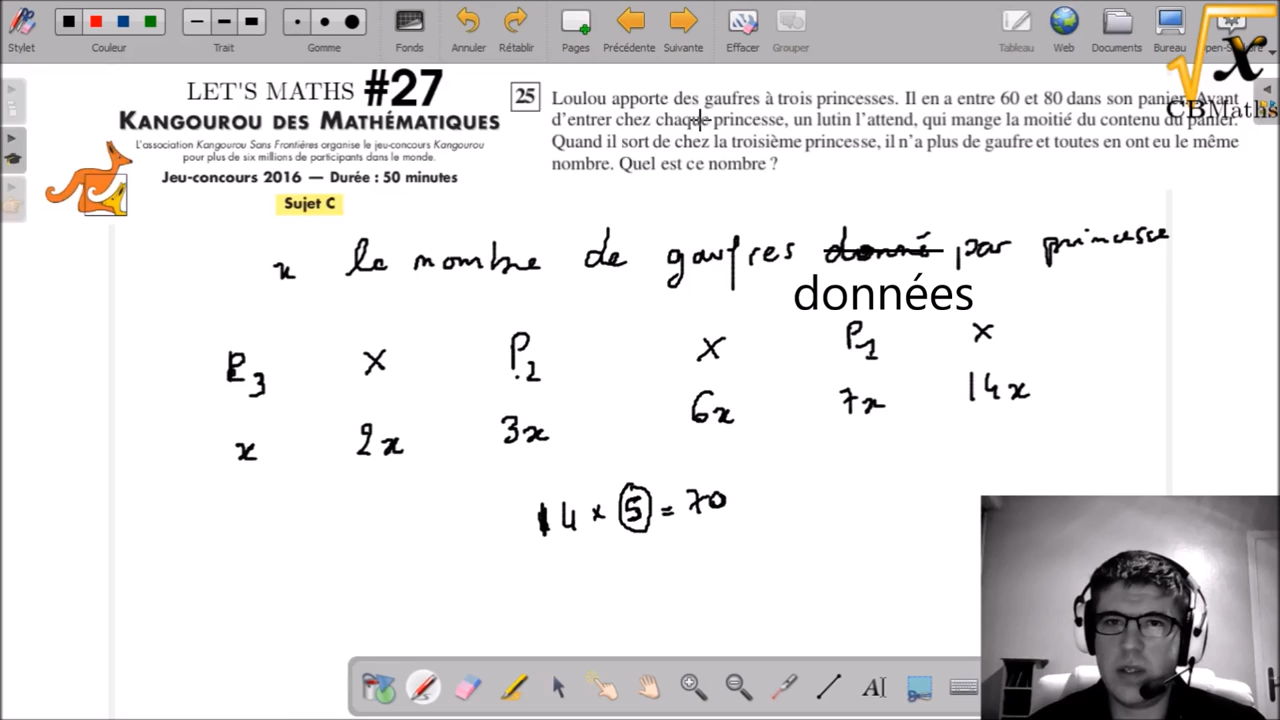 Stylet
Couleur
Trait
Gomme
Fonds
Annuler
Rétablir
Pages
Précédente
Suivante
Effacer
Grouper
Tableau
Web
Documents
Bureau
LET'S MATHS #27
KANGOUROU DES MATHÉMATIQUES
L'association Kangourou Sans Frontières organise le jeu-concours Kangourou
pour plus de six millions de participants dans le monde.
Jeu-concours 2016 — Durée : 50 minutes
Sujet C
√x
CBMaths
25
Loulou apporte des gaufres à trois princesses. Il en a entre 60 et 80 dans son panier. Avant
d'entrer chez chaque princesse, un lutin l'attend, qui mange la moitié du contenu du panier.
Quand il sort de chez la troisième princesse, il n'a plus de gaufre et toutes en ont eu le même
nombre. Quel est ce nombre ?
x le nombre de gaufres donné par princesse
données
P3 X P2 X P1 X
x 2x 3x 6x 7x 14x
14 × 5 = 70
AI